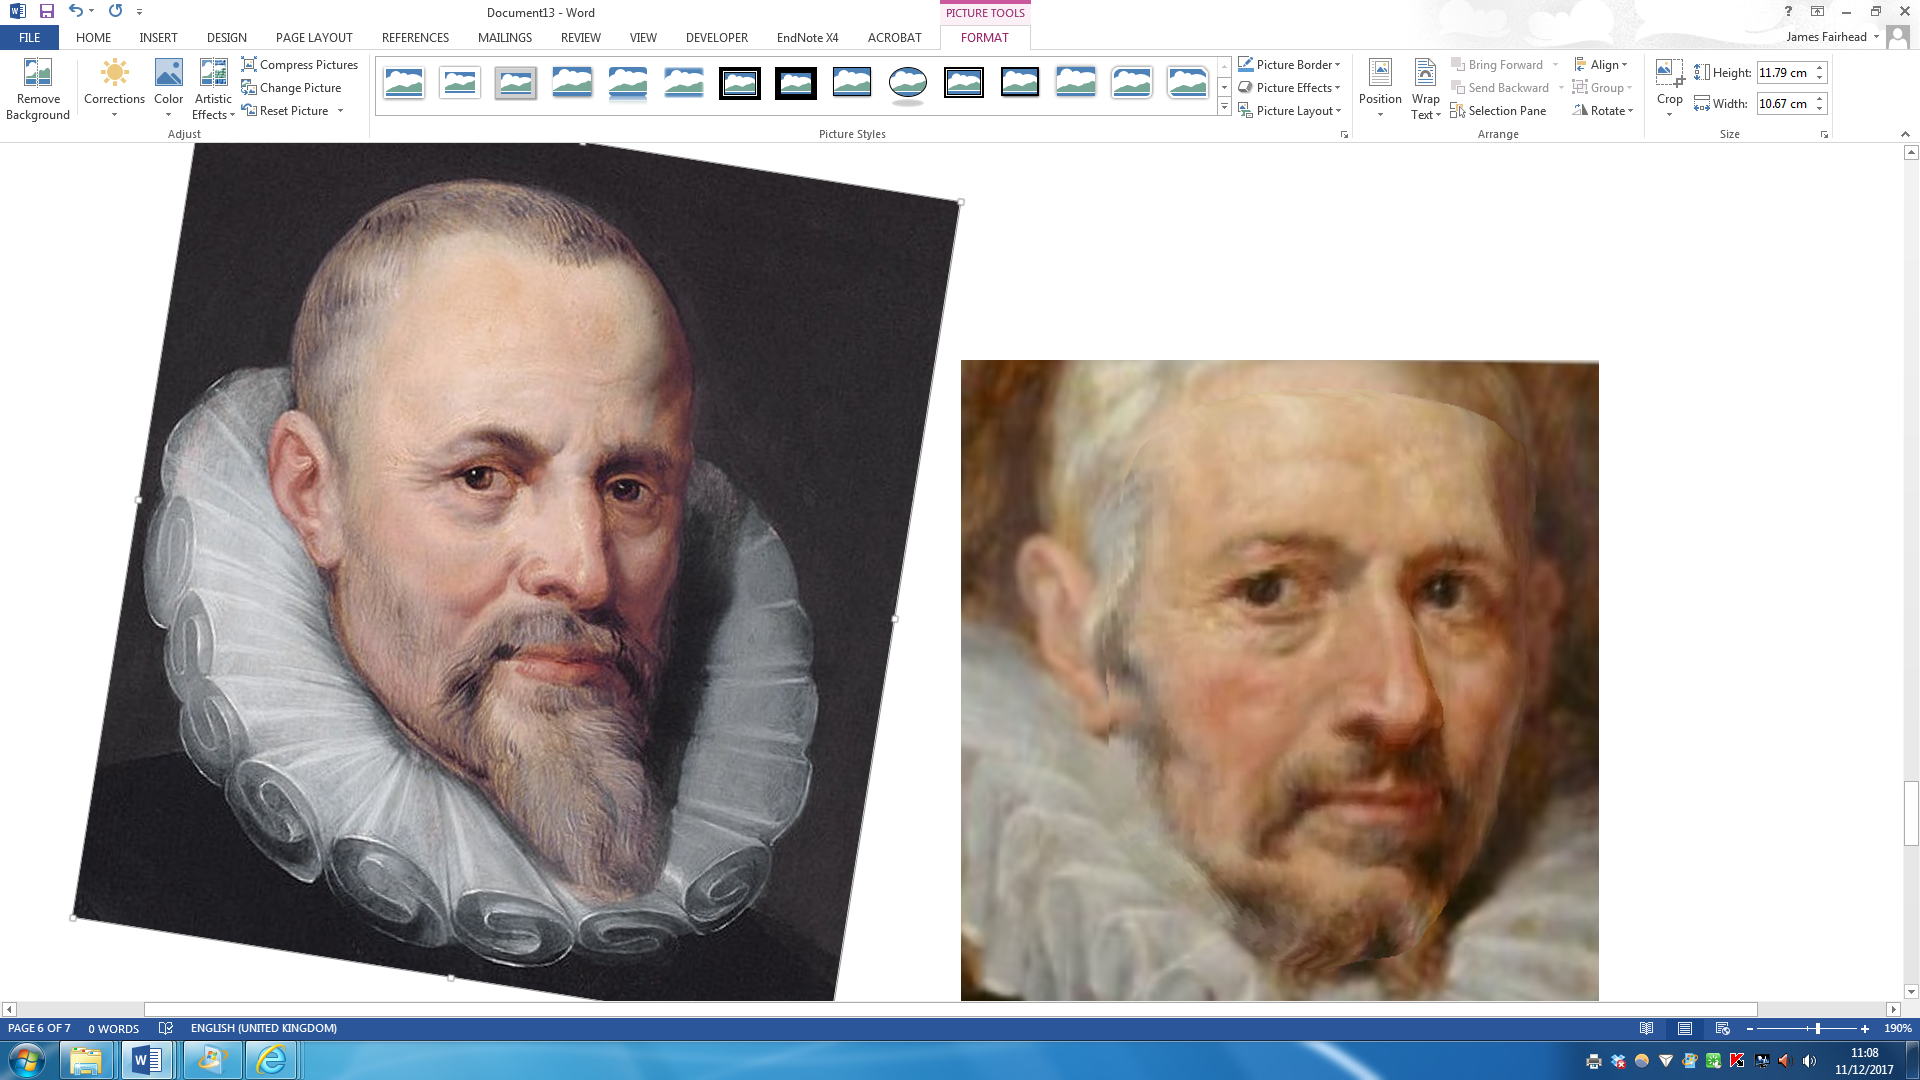 Document13 - Word
PICTURE TOOLS
FILE HOME INSERT DESIGN PAGE LAYOUT REFERENCES MAILINGS REVIEW VIEW DEVELOPER EndNote X4 ACROBAT FORMAT
James Fairhead
Remove Background
Corrections
Color
Artistic Effects
Compress Pictures
Change Picture
Reset Picture
Adjust
Picture Styles
Picture Border
Picture Effects
Picture Layout
Position
Wrap Text
Bring Forward
Send Backward
Selection Pane
Align
Group
Rotate
Arrange
Crop
Height: 11.79 cm
Width: 10.67 cm
Size
PAGE 6 OF 7 0 WORDS ENGLISH (UNITED KINGDOM)
190%
11:08
11/12/2017